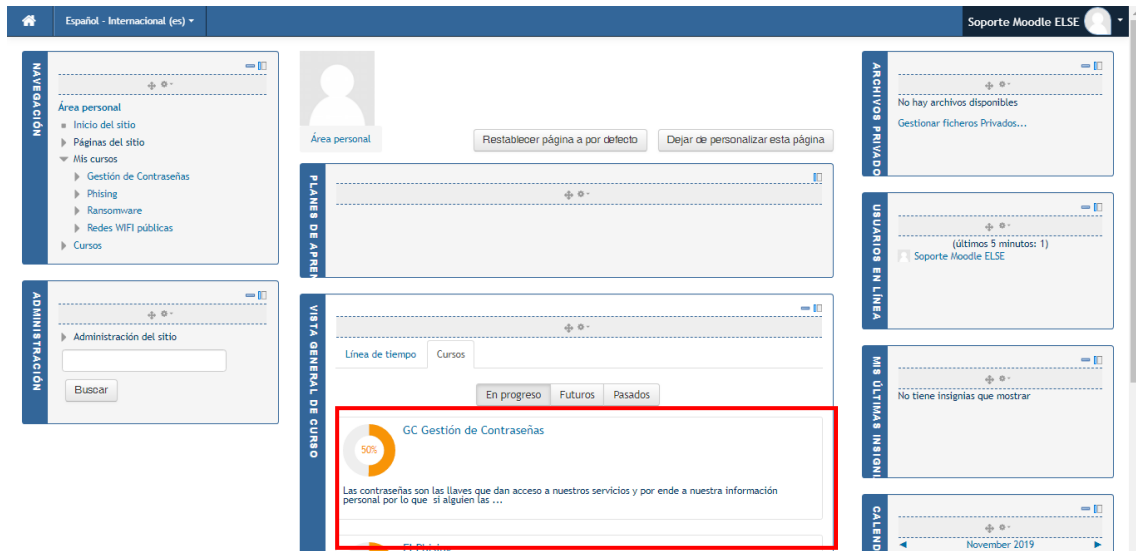 Español - Internacional (es)
Soporte Moodle ELSE
NAVEGACIÓN
Área personal
Inicio del sitio
Páginas del sitio
Mis cursos
Gestión de Contraseñas
Phising
Ransomware
Redes WIFI públicas
Cursos
ADMINISTRACIÓN
Administración del sitio
Buscar
Área personal
Restablecer página a por defecto
Dejar de personalizar esta página
PLANES DE APREN
VISTA GENERAL DE CURSO
Línea de tiempo
Cursos
En progreso
Futuros
Pasados
GC Gestión de Contraseñas
50%
Las contraseñas son las llaves que dan acceso a nuestros servicios y por ende a nuestra información
personal por lo que si alguien las ...
ARCHIVOS PRIVADO
No hay archivos disponibles
Gestionar ficheros Privados...
USUARIOS EN LÍNEA
(últimos 5 minutos: 1)
Soporte Moodle ELSE
MIS ÚLTIMAS INSIGNI
No tiene insignias que mostrar
CALEND
November 2019